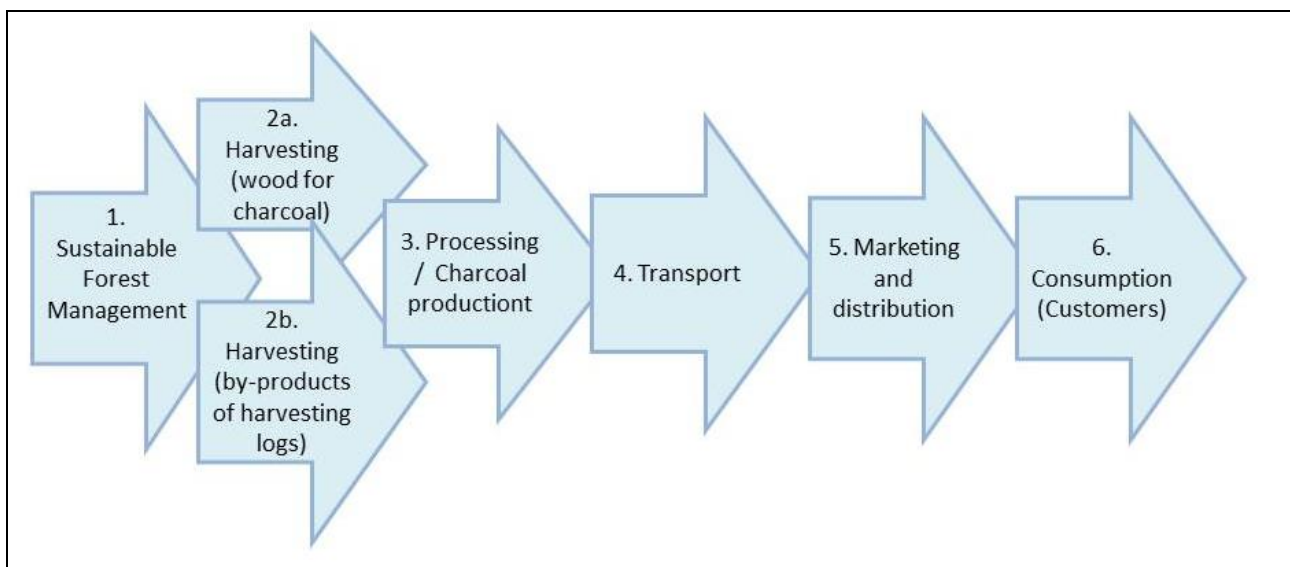 1.
Sustainable
Forest
Management
2a.
Harvesting
(wood for
charcoal)
2b.
Harvesting
(by-products
of harvesting
logs)
3. Processing
/ Charcoal
productiont
4. Transport
5. Marketing
and
distribution
6.
Consumption
(Customers)